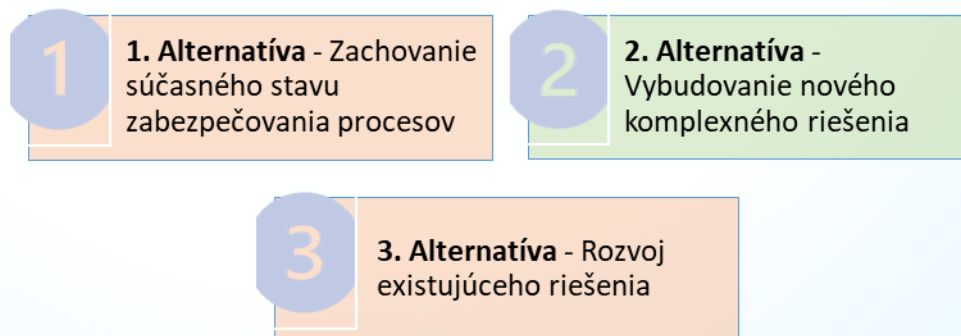 1
1. Alternatíva - Zachovanie
súčasného stavu
zabezpečovania procesov
2
2. Alternatíva -
Vybudovanie nového
komplexného riešenia
3
3. Alternatíva - Rozvoj
existujúceho riešenia